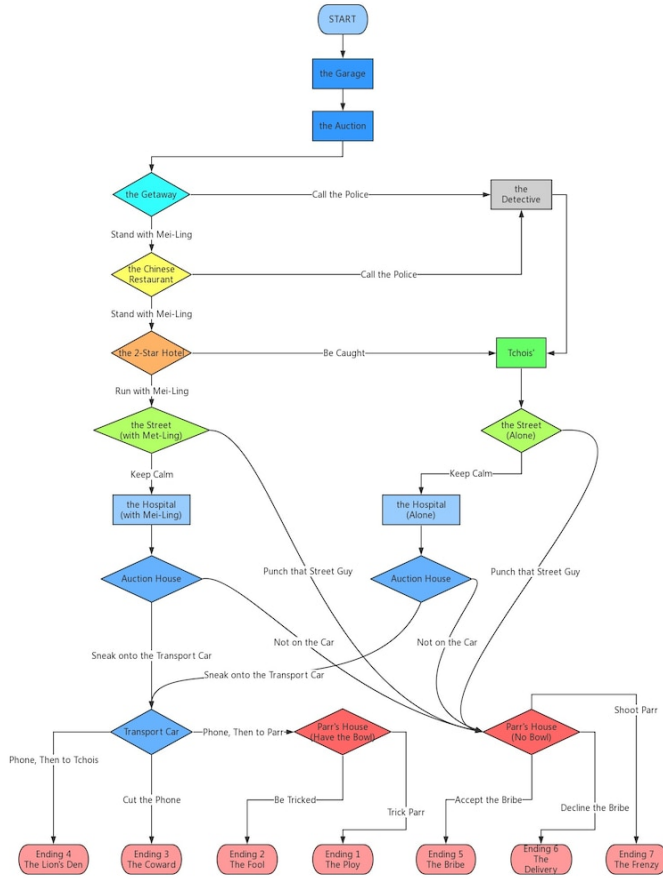 START
the Garage
the Auction
the Getaway
Call the Police
the
Detective
Stand with Mei-Ling
the Chinese
Restaurant
Call the Police
Stand with Mei-Ling
the 2-Star Hotel
Be Caught
Tchois'
Run with Mei-Ling
the Street
(with Met-Ling)
the Street
(Alone)
Keep Calm
Keep Calm
the Hospital
(with Mei-Ling)
the Hospital
(Alone)
Punch that Street Guy
Punch that Street Guy
Auction House
Auction House
Not on the Car
Not on the Car
Sneak onto the Transport Car
Sneak onto the Transport Car
Shoot Parr
Transport Car
Phone, Then to Parr
Parr's House
(Have the Bowl)
Parr's House
(No Bowl)
Phone, Then to Tchois
Cut the Phone
Be Tricked
Trick Parr
Accept the Bribe
Decline the Bribe
Ending 4
The Lion's Den
Ending 3
The Coward
Ending 2
The Fool
Ending 1
The Ploy
Ending 5
The Bribe
Ending 6
The
Delivery
Ending 7
The Frenzy